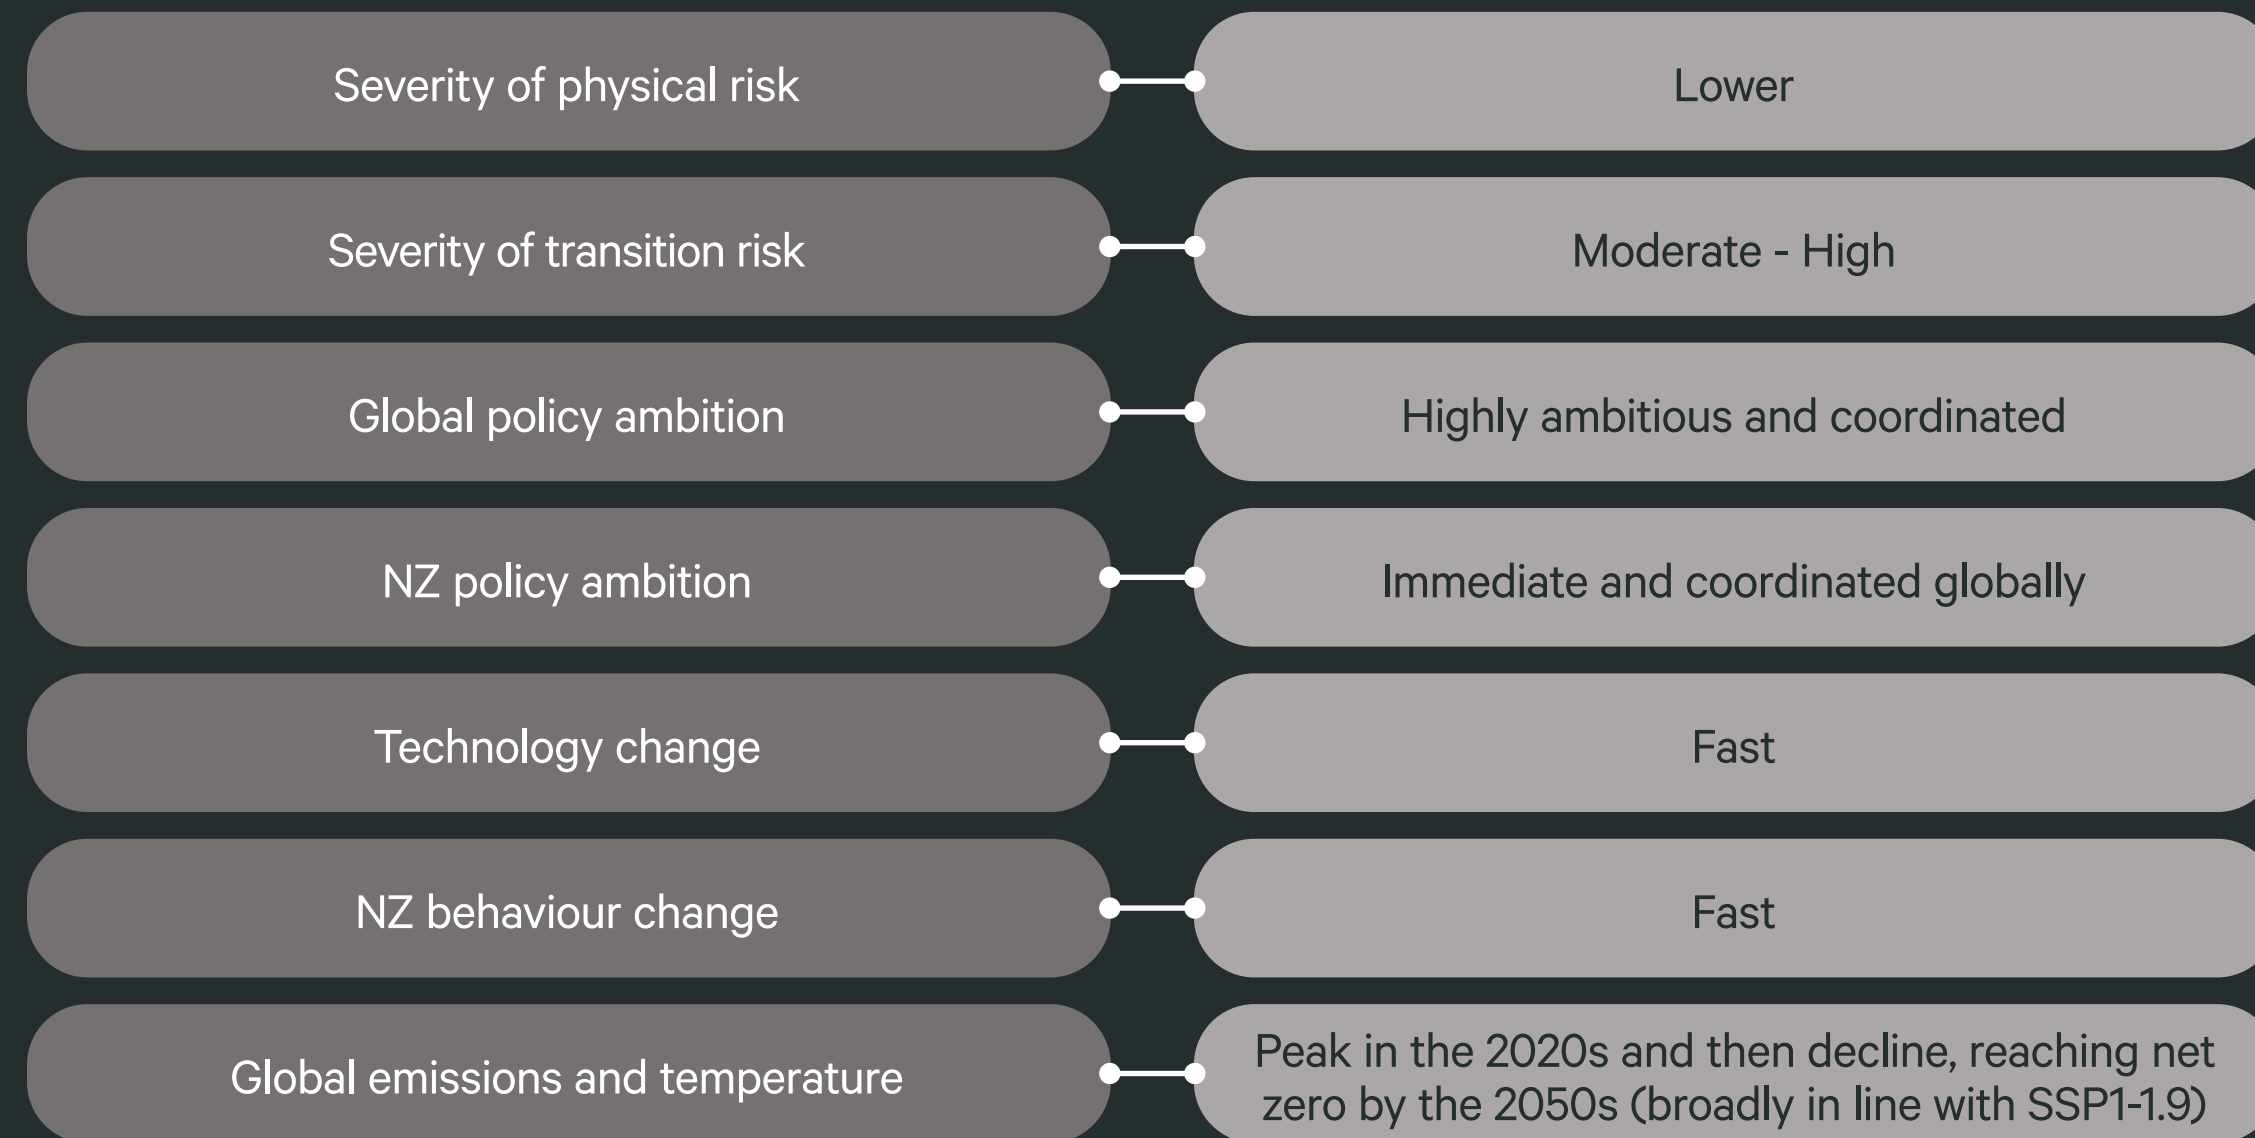 Severity of physical risk
Lower
Severity of transition risk
Moderate - High
Global policy ambition
Highly ambitious and coordinated
NZ policy ambition
Immediate and coordinated globally
Technology change
Fast
NZ behaviour change
Fast
Global emissions and temperature
Peak in the 2020s and then decline, reaching net
zero by the 2050s (broadly in line with SSP1-1.9)